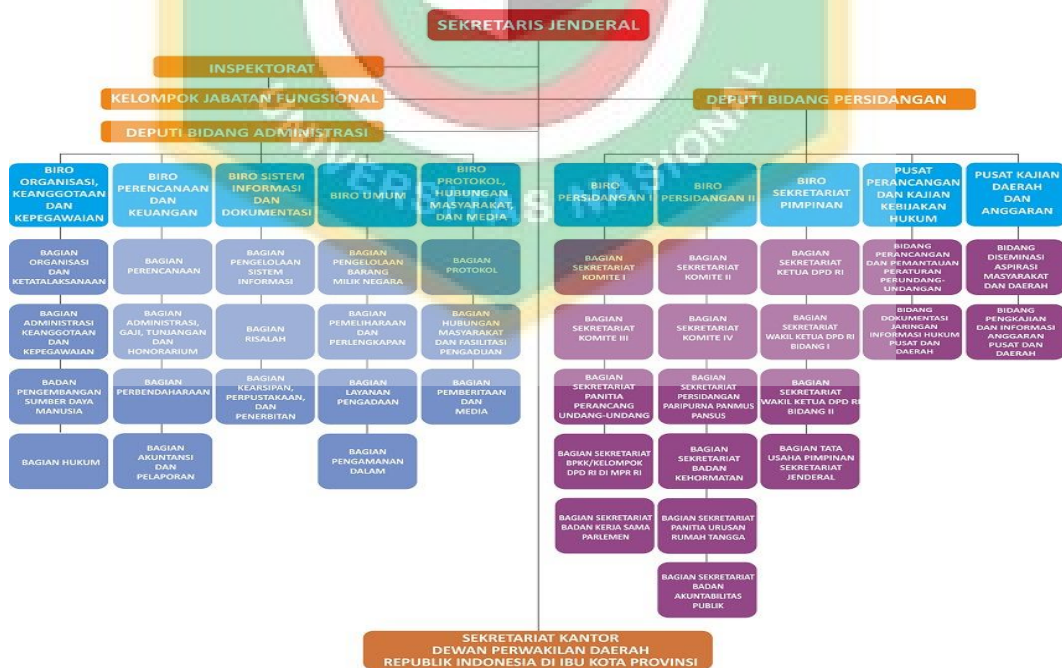 SEKRETARIS JENDERAL
INSPEKTORAT
KELOMPOK JABATAN FUNGSIONAL
DEPUTI BIDANG PERSIDANGAN
DEPUTI BIDANG ADMINISTRASI
BIRO
ORGANISASI,
KEANGGOTAAN
DAN
KEPEGAWAIAN
BIRO
PERENCANAAN
DAN
KEUANGAN
BIRO SISTEM
INFORMASI
DAN
DOKUMENTASI
BIRO UMUM
BIRO
PROTOKOL,
HUBUNGAN
MASYARAKAT,
DAN MEDIA
BIRO
PERSIDANGAN I
BIRO
PERSIDANGAN II
BIRO
SEKRETARIAT
PIMPINAN
PUSAT
PERANCANGAN
DAN KAJIAN
KEBIJAKAN
HUKUM
PUSAT KAJIAN
DAERAH
DAN
ANGGARAN
UNIVERSITAS NASIONAL
BAGIAN
ORGANISASI
DAN
KETATALAKSANAAN
BAGIAN
PERENCANAAN
BAGIAN
PENGELOLAAN
SISTEM
INFORMASI
BAGIAN
PENGELOLAAN
BARANG
MILIK NEGARA
BAGIAN
PROTOKOL
BAGIAN
SEKRETARIAT
KOMITE I
BAGIAN
SEKRETARIAT
KOMITE II
BAGIAN
SEKRETARIAT
KETUA DPD RI
BIDANG
PERANCANGAN
DAN PEMANTAUAN
PERATURAN
PERUNDANG-
UNDANGAN
BIDANG
DISEMINASI
ASPIRASI
MASYARAKAT
DAN DAERAH
BAGIAN
ADMINISTRASI
KEANGGOTAAN
DAN
KEPEGAWAIAN
BAGIAN
ADMINISTRASI,
GAJI, TUNJANGAN
DAN
HONORARIUM
BAGIAN
RISALAH
BAGIAN
PEMELIHARAAN
DAN
PERLENGKAPAN
BAGIAN
HUBUNGAN
MASYARAKAT
DAN FASILITASI
PENGADUAN
BAGIAN
SEKRETARIAT
KOMITE III
BAGIAN
SEKRETARIAT
KOMITE IV
BAGIAN
SEKRETARIAT
WAKIL KETUA DPD RI
BIDANG I
BIDANG
DOKUMENTASI
JARINGAN
INFORMASI HUKUM
PUSAT DAN
DAERAH
BIDANG
PENGKAJIAN
DAN INFORMASI
ANGGARAN
PUSAT DAN
DAERAH
BADAN
PENGEMBANGAN
SUMBER DAYA
MANUSIA
BAGIAN
PERBENDAHARAAN
BAGIAN
KEARSIPAN,
PERPUSTAKAAN,
DAN
PENERBITAN
BAGIAN
LAYANAN
PENGADAAN
BAGIAN
PEMBERITAAN
DAN
MEDIA
BAGIAN
SEKRETARIAT
PANITIA
PERANCANG
UNDANG-UNDANG
BAGIAN
SEKRETARIAT
PERSIDANGAN
PARIPURNA PANMUS
PANSUS
BAGIAN
SEKRETARIAT
WAKIL KETUA DPD RI
BIDANG II
BAGIAN HUKUM
BAGIAN
AKUNTANSI
DAN
PELAPORAN
BAGIAN
PENGAMANAN
DALAM
BAGIAN SEKRETARIAT
BPKK/KELOMPOK
DPD RI DI MPR RI
BAGIAN
SEKRETARIAT
BADAN
KEHORMATAN
BAGIAN TATA
USAHA PIMPINAN
SEKRETARIAT
JENDERAL
BAGIAN SEKRETARIAT
BADAN KERJA SAMA
PARLEMEN
BAGIAN SEKRETARIAT
PANITIA URUSAN
RUMAH TANGGA
BAGIAN SEKRETARIAT
BADAN
AKUNTABILITAS
PUBLIK
SEKRETARIAT KANTOR
DEWAN PERWAKILAN DAERAH
REPUBLIK INDONESIA DI IBU KOTA PROVINSI